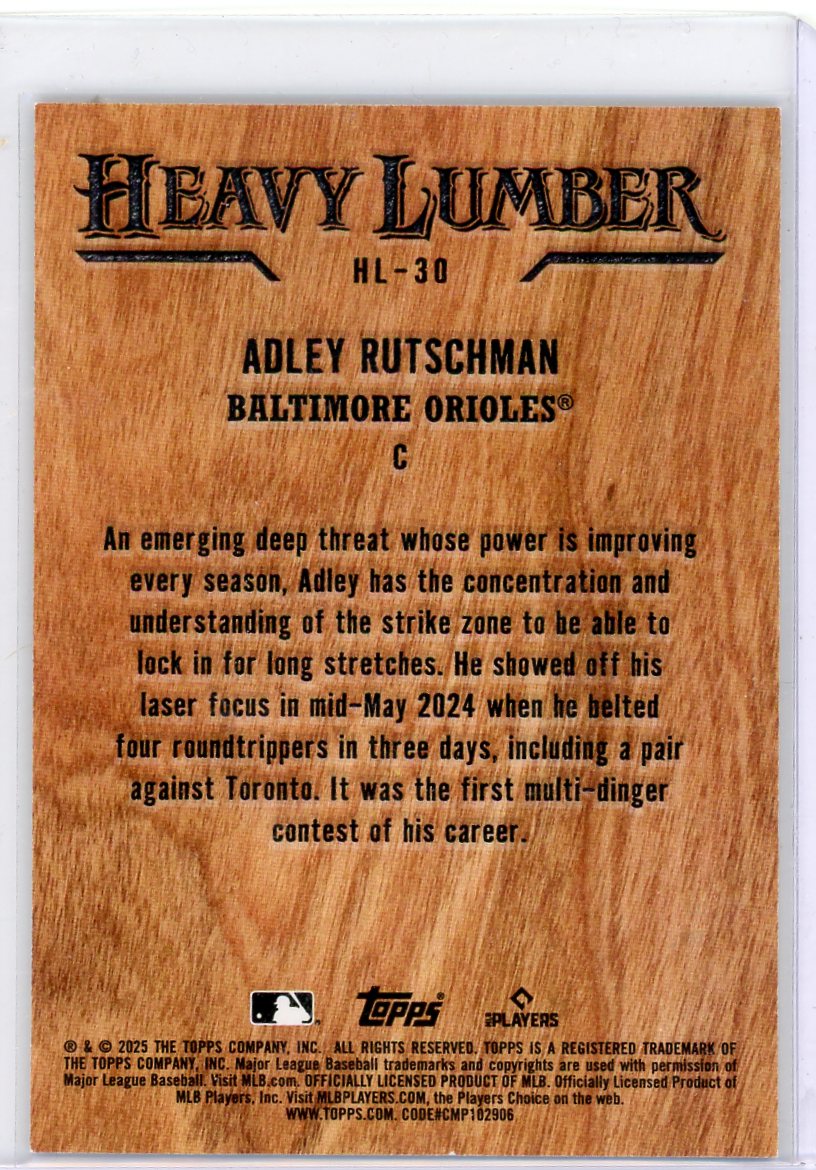 HEAVY LUMBER
HL-30
ADLEY RUTSCHMAN
BALTIMORE ORIOLES®
C
An emerging deep threat whose power is improving
every season, Adley has the concentration and
understanding of the strike zone to be able to
lock in for long stretches. He showed off his
laser focus in mid-May 2024 when he belted
four roundtrippers in three days, including a pair
against Toronto. It was the first multi-dinger
contest of his career.
topps® PLAYERS
® & © 2025 THE TOPPS COMPANY, INC. ALL RIGHTS RESERVED. TOPPS IS A REGISTERED TRADEMARK OF
THE TOPPS COMPANY, INC. Major League Baseball trademarks and copyrights are used with permission of
Major League Baseball. Visit MLB.com. OFFICIALLY LICENSED PRODUCT OF MLB. Officially Licensed Product of
MLB Players, Inc. Visit MLBPLAYERS.COM, the Players Choice on the web.
WWW.TOPPS.COM. CODE#CMP102906